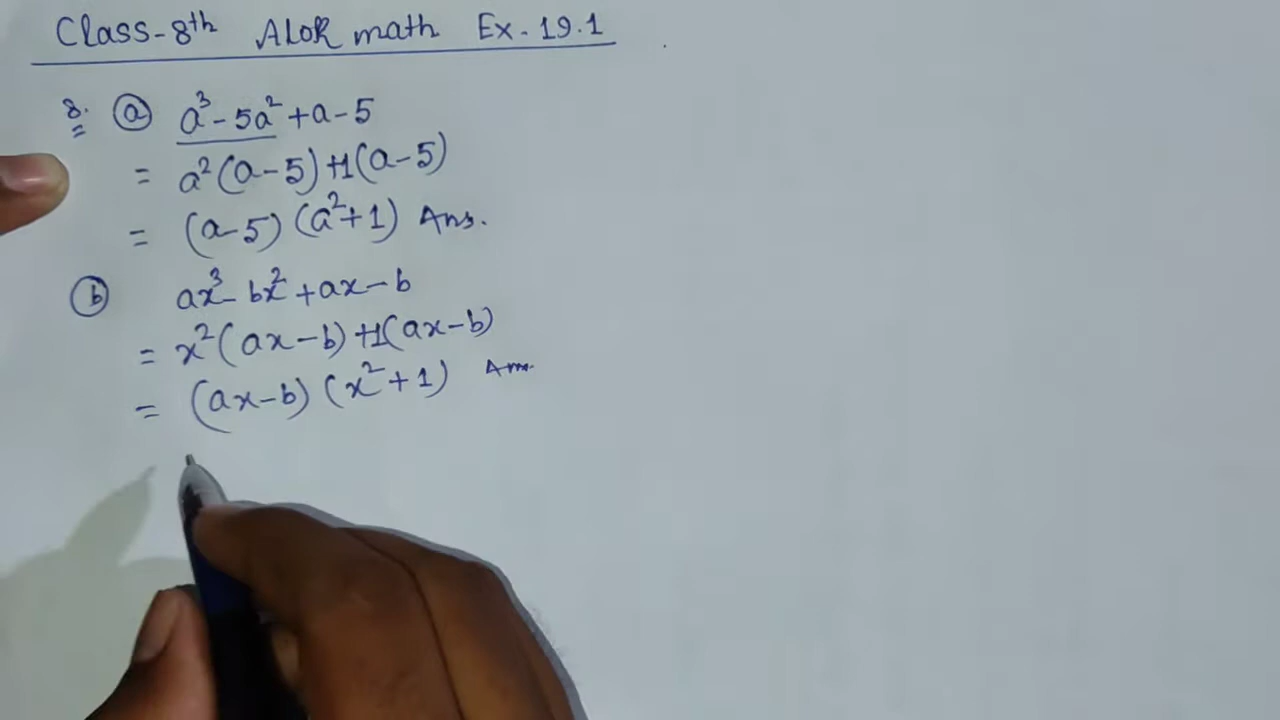 Class-8th ALOK math Ex-19.1
8. (a) a³-5a²+a-5
= a²(a-5)+1(a-5)
= (a-5)(a²+1) Ans.
(b) ax³-bx²+ax-b
= x²(ax-b)+1(ax-b)
= (ax-b)(x²+1) Ans.